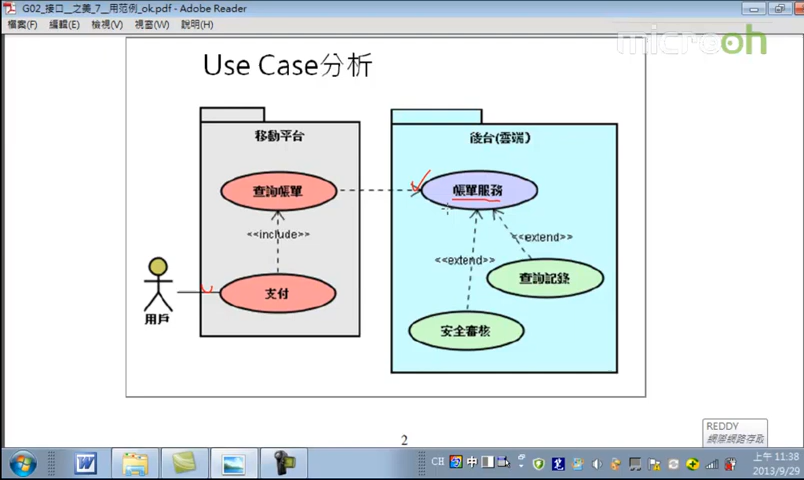 G02_接口__之美_7__用范例_ok.pdf - Adobe Reader
檔案(F) 編輯(E) 檢視(V) 視窗(W) 說明(H)
microoh
Use Case分析
移動平台
後台(雲端)
查詢帳單
帳單服務
<<include>>
<<extend>>
<<extend>>
查詢記錄
支付
用戶
安全審核
2
REDDY
網際網路存取
CH 中
上午 11:38
2013/9/29